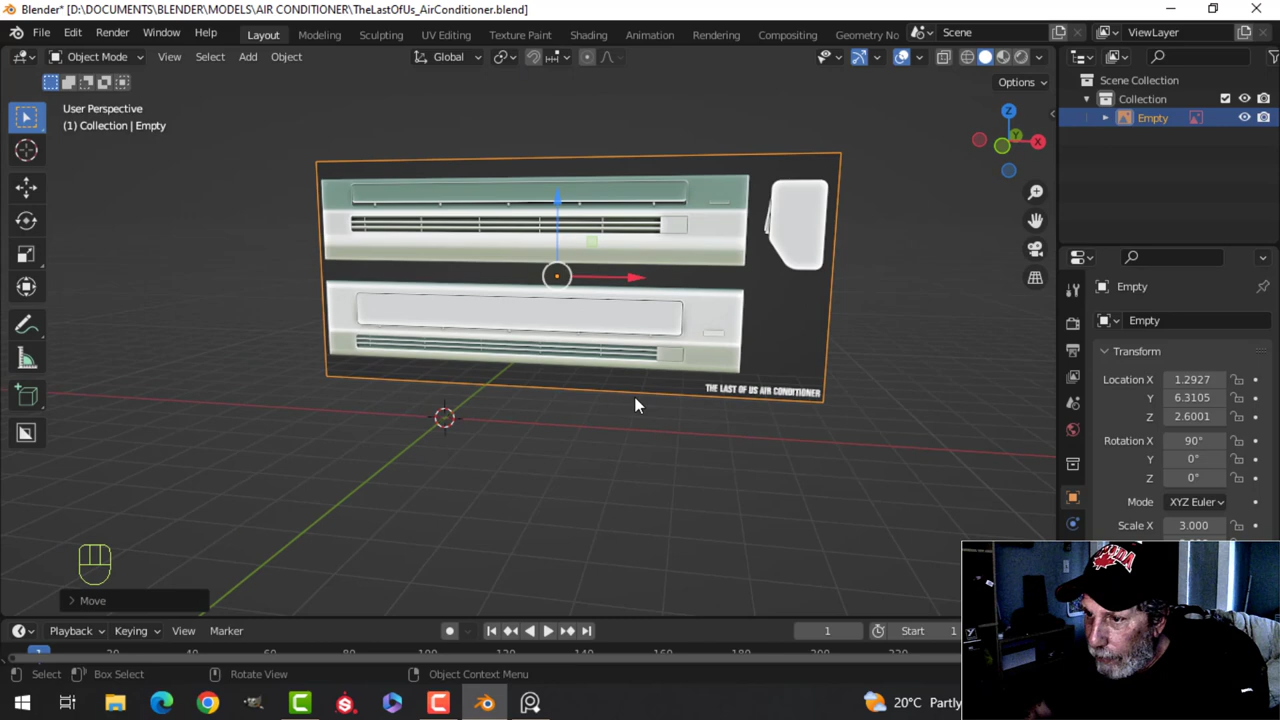 Blender* [D:\DOCUMENTS\BLENDER\MODELS\AIR CONDITIONER\TheLastOfUs_AirConditioner.blend]
File Edit Render Window Help
Layout Modeling Sculpting UV Editing Texture Paint Shading Animation Rendering Compositing Geometry No
Scene
ViewLayer
Object Mode View Select Add Object
Global
Options
User Perspective
(1) Collection | Empty
Z
Y
X
Scene Collection
Collection
Empty
Empty
Empty
Transform
Location X 1.2927
Y 6.3105
Z 2.6001
Rotation X 90°
Y 0°
Z 0°
Mode XYZ Euler
Scale X 3.000
THE LAST OF US AIR CONDITIONER
Move
Playback Keying View Marker
1
Start 1
1
Select Box Select Rotate View Object Context Menu
20°C Partly